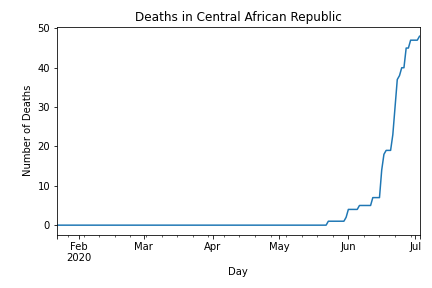 Deaths in Central African Republic
50
40
30
20
10
0
Number of Deaths
Feb Mar Apr May Jun Jul
2020
Day